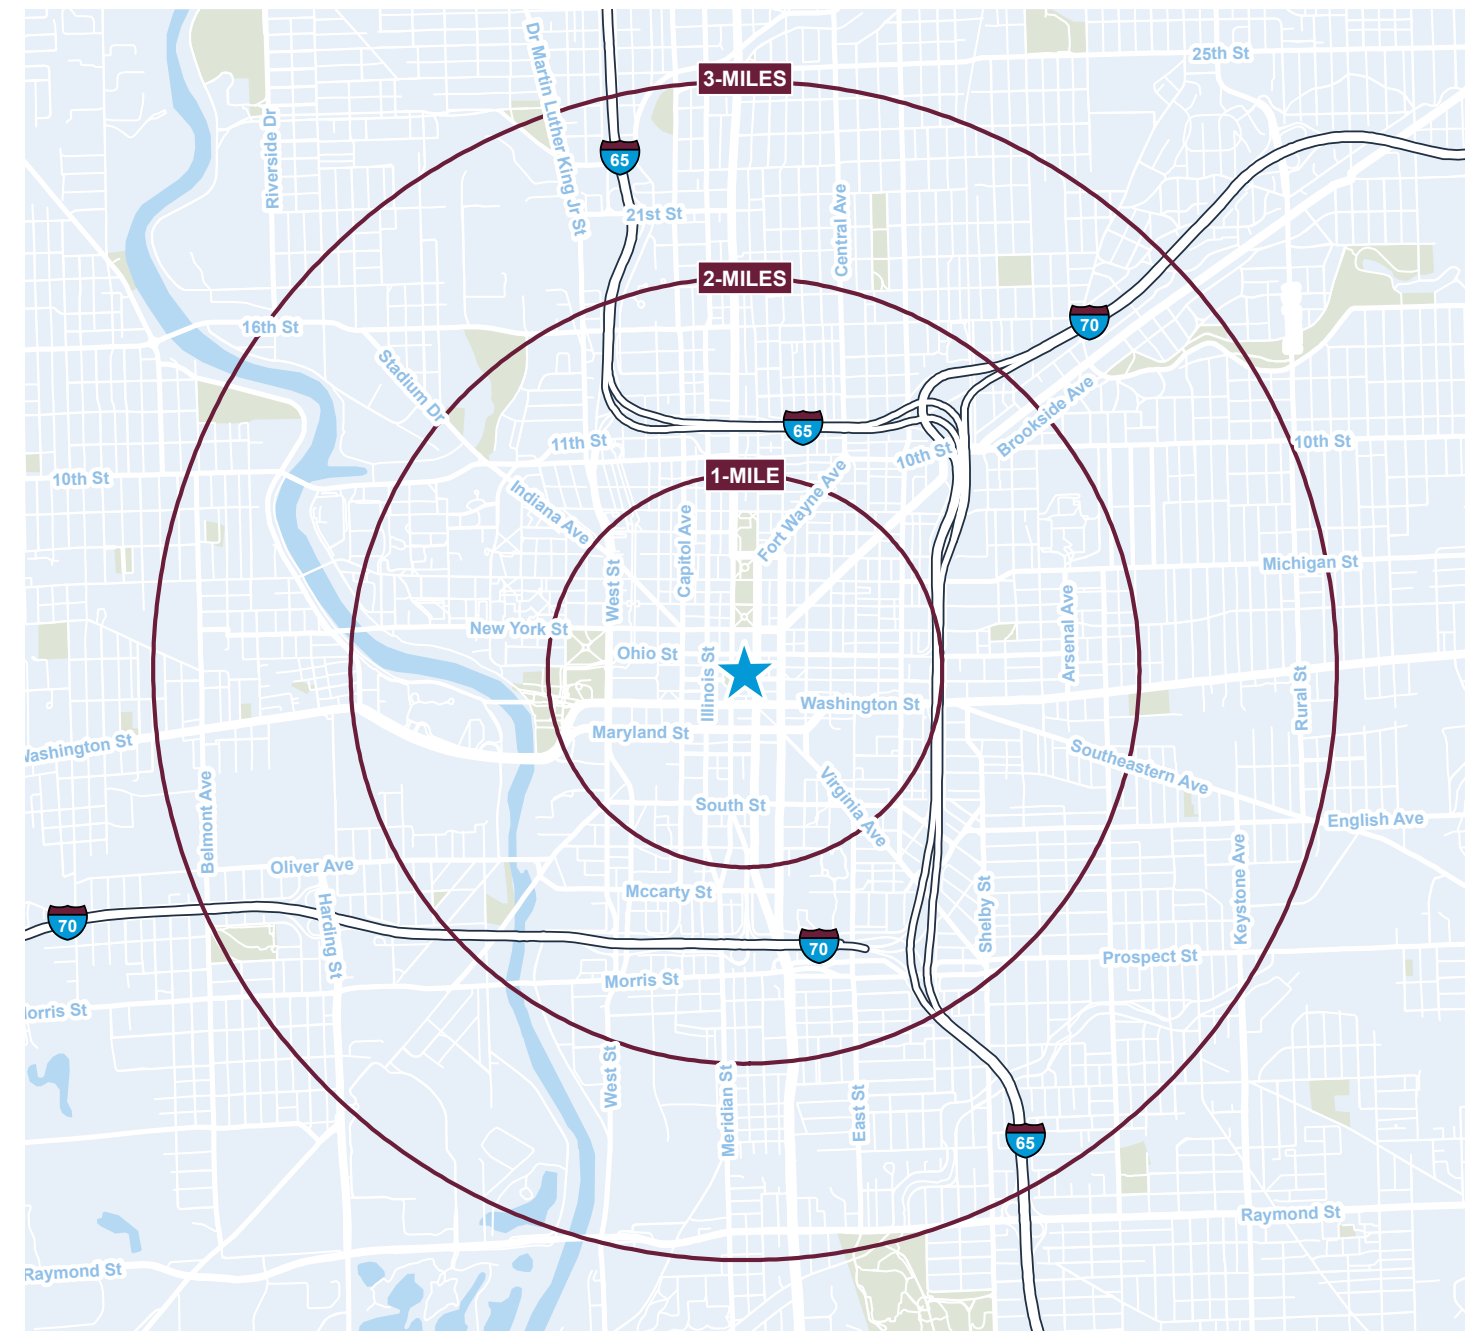 25th St
3-MILES
Dr Martin Luther King Jr St
Riverside Dr
65
21st St
Central Ave
2-MILES
16th St
70
Stadium Dr
Brookside Ave
65
11th St
10th St
10th St
10th St
1-MILE
Fort Wayne Ave
Indiana Ave
Capitol Ave
Michigan St
West St
Arsenal Ave
New York St
Ohio St
Illinois St
Rural St
Washington St
Maryland St
Washington St
Southeastern Ave
Virginia Ave
South St
Belmont Ave
English Ave
Oliver Ave
Keystone Ave
Mccarty St
Harding St
Shelby St
70
70
Prospect St
Morris St
orris St
West St
Meridian St
East St
65
Raymond St
Raymond St